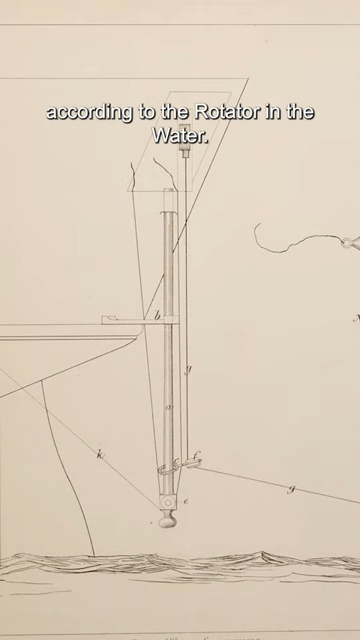 according to the Rotator in the
Water.
b
g
a
f
k
g
e